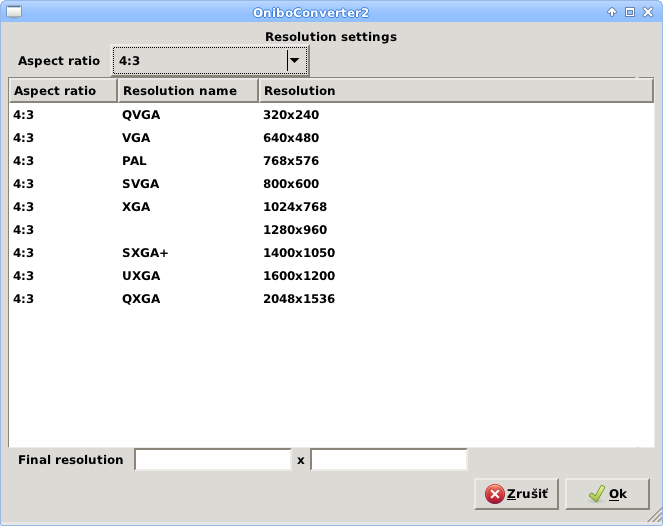 OniboConverter2
Resolution settings
Aspect ratio 4:3
Aspect ratio Resolution name Resolution
4:3 QVGA 320x240
4:3 VGA 640x480
4:3 PAL 768x576
4:3 SVGA 800x600
4:3 XGA 1024x768
4:3 1280x960
4:3 SXGA+ 1400x1050
4:3 UXGA 1600x1200
4:3 QXGA 2048x1536
Final resolution x
Zrušiť Ok